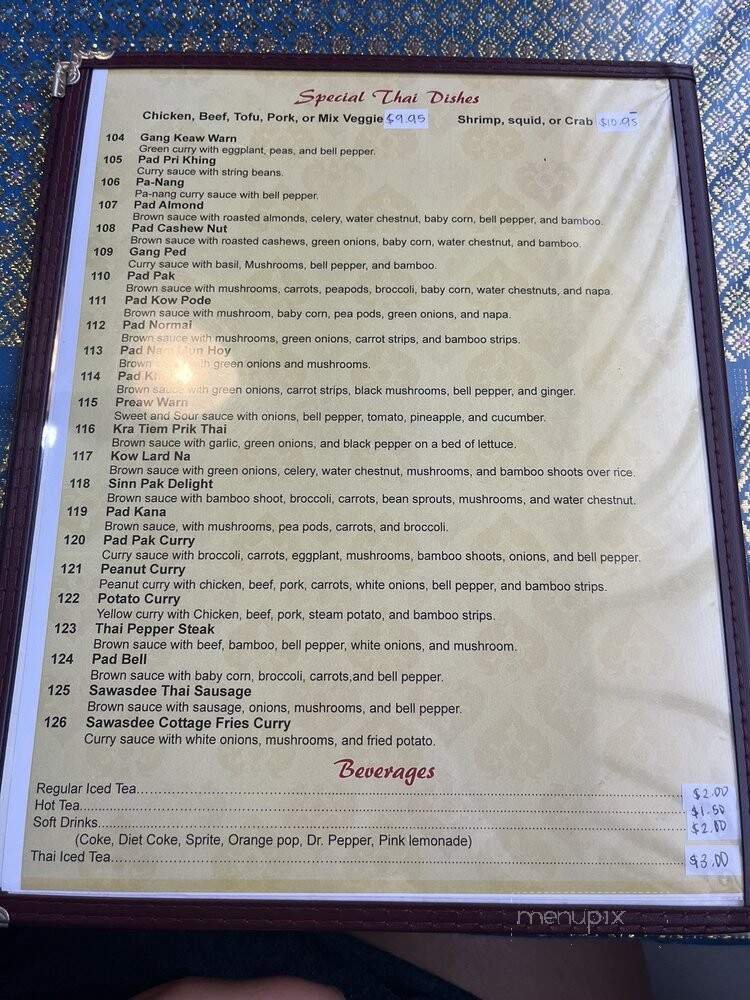 Special Thai Dishes
Chicken, Beef, Tofu, Pork, or Mix Veggie $9.95 Shrimp, squid, or Crab $10.95
104 Gang Keaw Warn
Green curry with eggplant, peas, and bell pepper.
105 Pad Pri Khing
Curry sauce with string beans.
106 Pa-Nang
Pa-nang curry sauce with bell pepper.
107 Pad Almond
Brown sauce with roasted almonds, celery, water chestnut, baby corn, bell pepper, and bamboo.
108 Pad Cashew Nut
Brown sauce with roasted cashews, green onions, baby corn, water chestnut, and bamboo.
109 Gang Ped
Curry sauce with basil, Mushrooms, bell pepper, and bamboo.
110 Pad Pak
Brown sauce with mushrooms, carrots, peapods, broccoli, baby corn, water chestnuts, and napa.
111 Pad Kow Pode
Brown sauce with mushroom, baby corn, pea pods, green onions, and napa.
112 Pad Normai
Brown sauce with mushrooms, green onions, carrot strips, and bamboo strips.
113 Pad Hoy
Brown with green onions and mushrooms.
114 Pad
Brown sauce with green onions, carrot strips, black mushrooms, bell pepper, and ginger.
115 Preaw Warn
Sweet and Sour sauce with onions, bell pepper, tomato, pineapple, and cucumber.
116 Kra Tiem Prik Thai
Brown sauce with garlic, green onions, and black pepper on a bed of lettuce.
117 Kow Lard Na
Brown sauce with green onions, celery, water chestnut, mushrooms, and bamboo shoots over rice.
118 Sinn Pak Delight
Brown sauce with bamboo shoot, broccoli, carrots, bean sprouts, mushrooms, and water chestnut.
119 Pad Kana
Brown sauce, with mushrooms, pea pods, carrots, and broccoli.
120 Pad Pak Curry
Curry sauce with broccoli, carrots, eggplant, mushrooms, bamboo shoots, onions, and bell pepper.
121 Peanut Curry
Peanut curry with chicken, beef, pork, carrots, white onions, bell pepper, and bamboo strips.
122 Potato Curry
Yellow curry with Chicken, beef, pork, steam potato, and bamboo strips.
123 Thai Pepper Steak
Brown sauce with beef, bamboo, bell pepper, white onions, and mushroom.
124 Pad Bell
Brown sauce with baby corn, broccoli, carrots,and bell pepper.
125 Sawasdee Thai Sausage
Brown sauce with sausage, onions, mushrooms, and bell pepper.
126 Sawasdee Cottage Fries Curry
Curry sauce with white onions, mushrooms, and fried potato.
Beverages
Regular Iced Tea $2.00
Hot Tea $1.50
Soft Drinks $2.00
(Coke, Diet Coke, Sprite, Orange pop, Dr. Pepper, Pink lemonade)
Thai Iced Tea $3.00
menupix